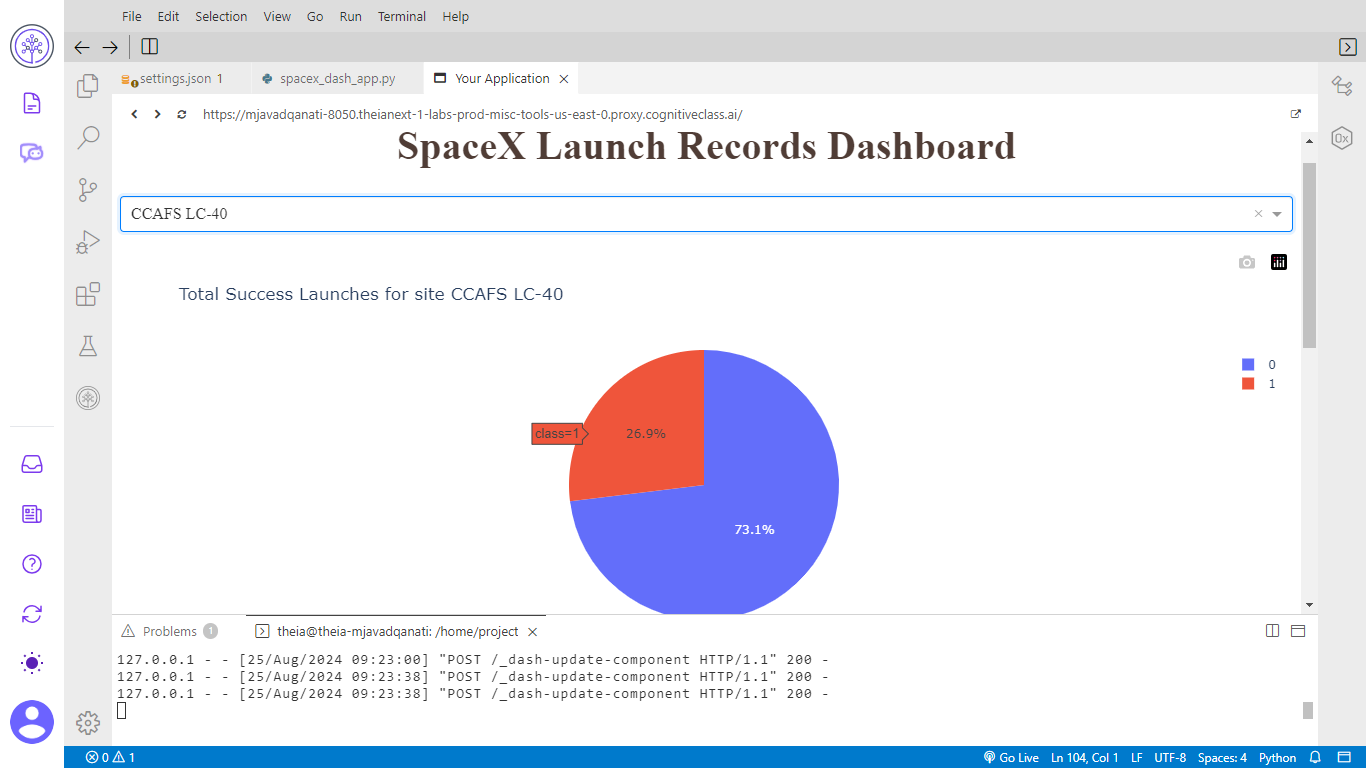 File Edit Selection View Go Run Terminal Help
settings.json 1 spacex_dash_app.py Your Application
https://mjavadqanati-8050.theianext-1-labs-prod-misc-tools-us-east-0.proxy.cognitiveclass.ai/
0x
SpaceX Launch Records Dashboard
CCAFS LC-40
Total Success Launches for site CCAFS LC-40
0
1
class=1
26.9%
73.1%
Problems 1 theia@theia-mjavadqanati: /home/project
127.0.0.1 - - [25/Aug/2024 09:23:00] "POST /_dash-update-component HTTP/1.1" 200 -
127.0.0.1 - - [25/Aug/2024 09:23:38] "POST /_dash-update-component HTTP/1.1" 200 -
127.0.0.1 - - [25/Aug/2024 09:23:38] "POST /_dash-update-component HTTP/1.1" 200 -
0 1 Go Live Ln 104, Col 1 LF UTF-8 Spaces: 4 Python